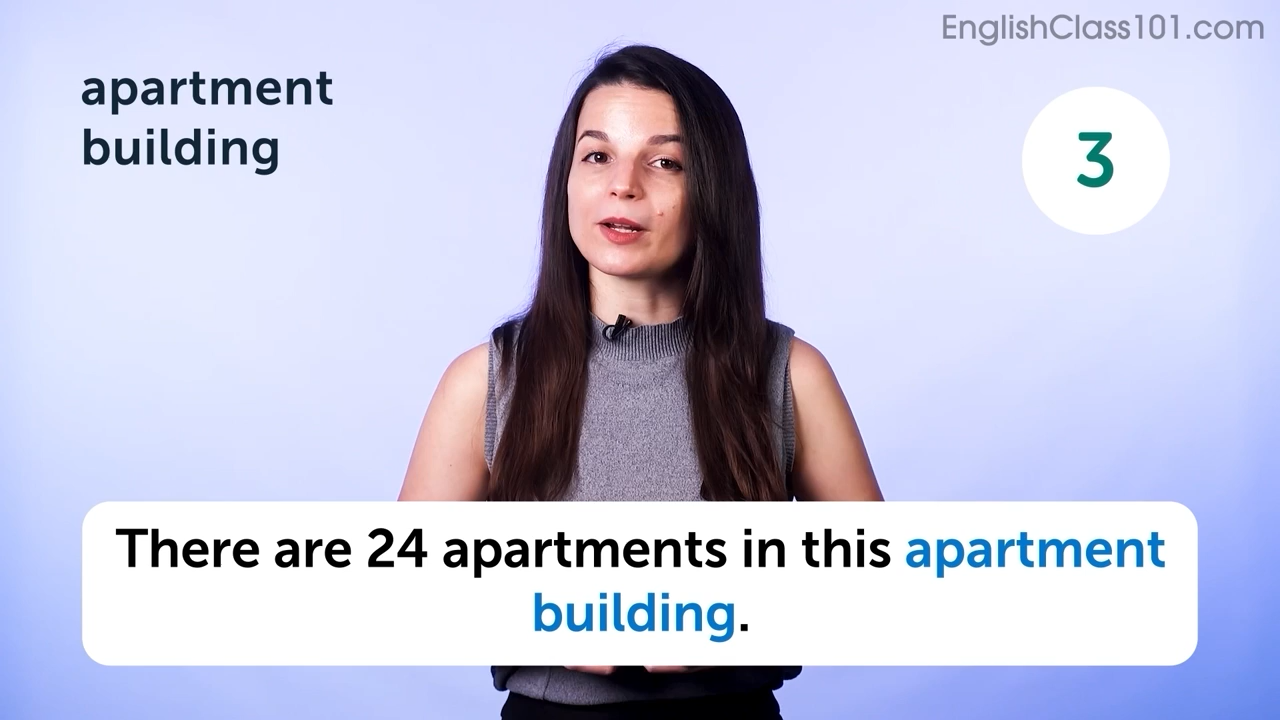 EnglishClass101.com
apartment
building
3
There are 24 apartments in this apartment
building.